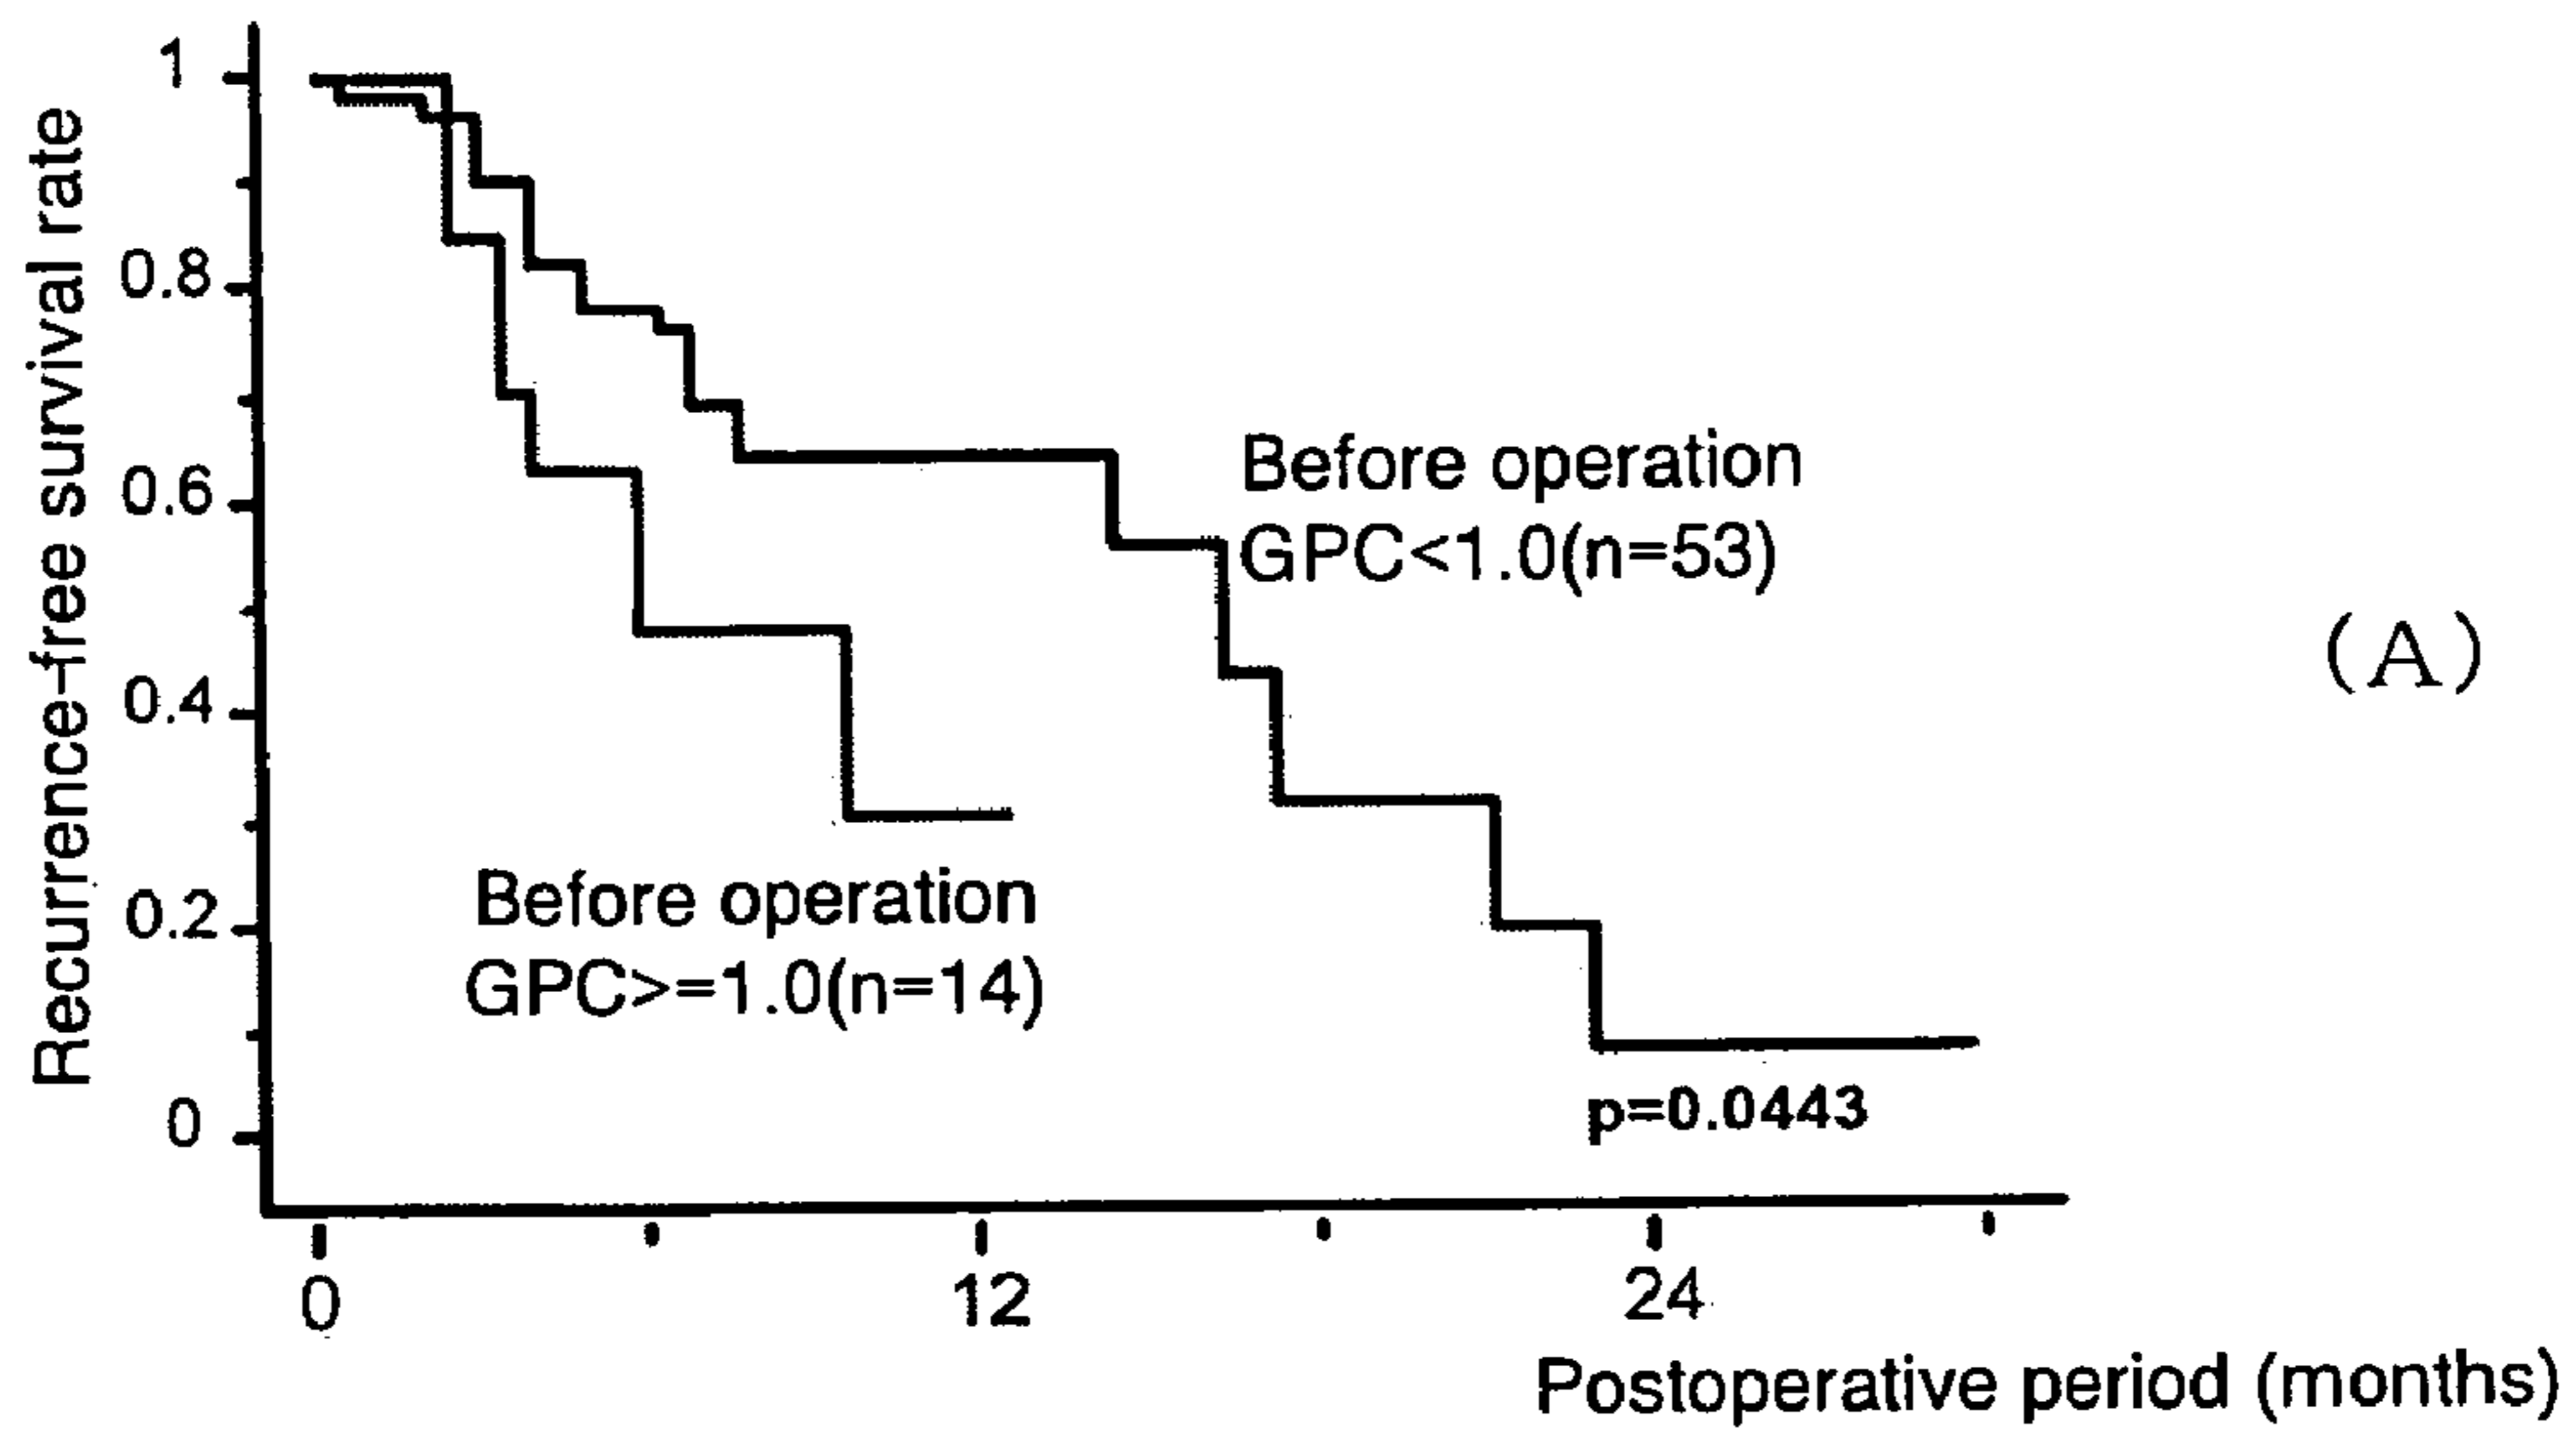 Recurrence-free survival rate
1
0.8
0.6
0.4
0.2
0
Before operation
GPC<1.0(n=53)
(A)
Before operation
GPC>=1.0(n=14)
p=0.0443
0
12
24
Postoperative period (months)